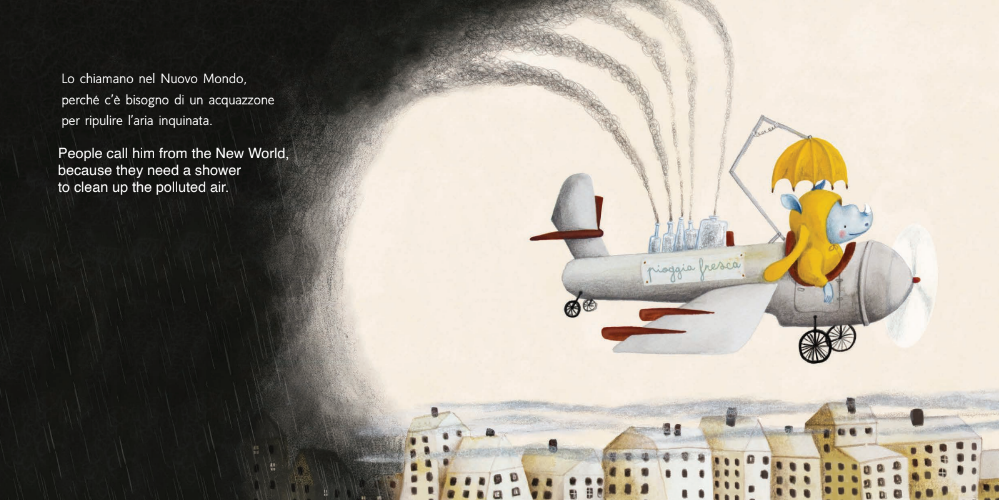 Lo chiamano nel Nuovo Mondo,
perché c'è bisogno di un acquazzone
per ripulire l'aria inquinata.
People call him from the New World,
because they need a shower
to clean up the polluted air.
pioggia fresca